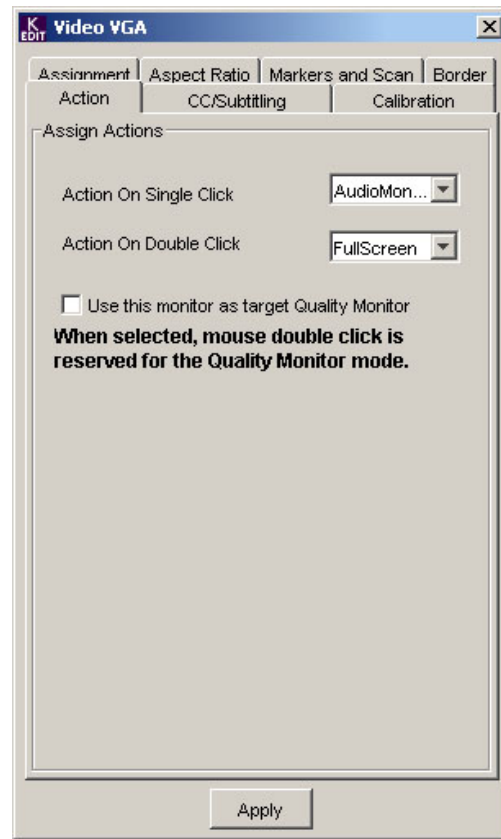 K EDIT Video VGA
Assignment Aspect Ratio Markers and Scan Border
Action CC/Subtitling Calibration
Assign Actions
Action On Single Click AudioMon...
Action On Double Click FullScreen
Use this monitor as target Quality Monitor
When selected, mouse double click is
reserved for the Quality Monitor mode.
Apply